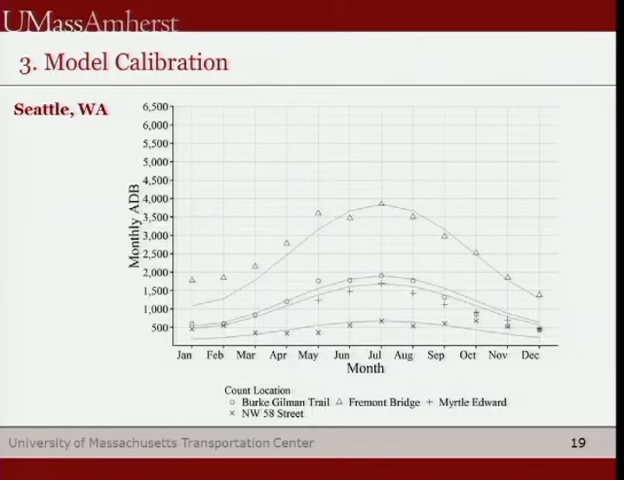 UMassAmherst
3. Model Calibration
Seattle, WA
6,500
6,000
5,500
5,000
4,500
4,000
3,500
3,000
2,500
2,000
1,500
1,000
500
Monthly ADB
Jan Feb Mar Apr May Jun Jul Aug Sep Oct Nov Dec
Month
Count Location
Burke Gilman Trail Fremont Bridge Myrtle Edward
NW 58 Street
University of Massachusetts Transportation Center 19